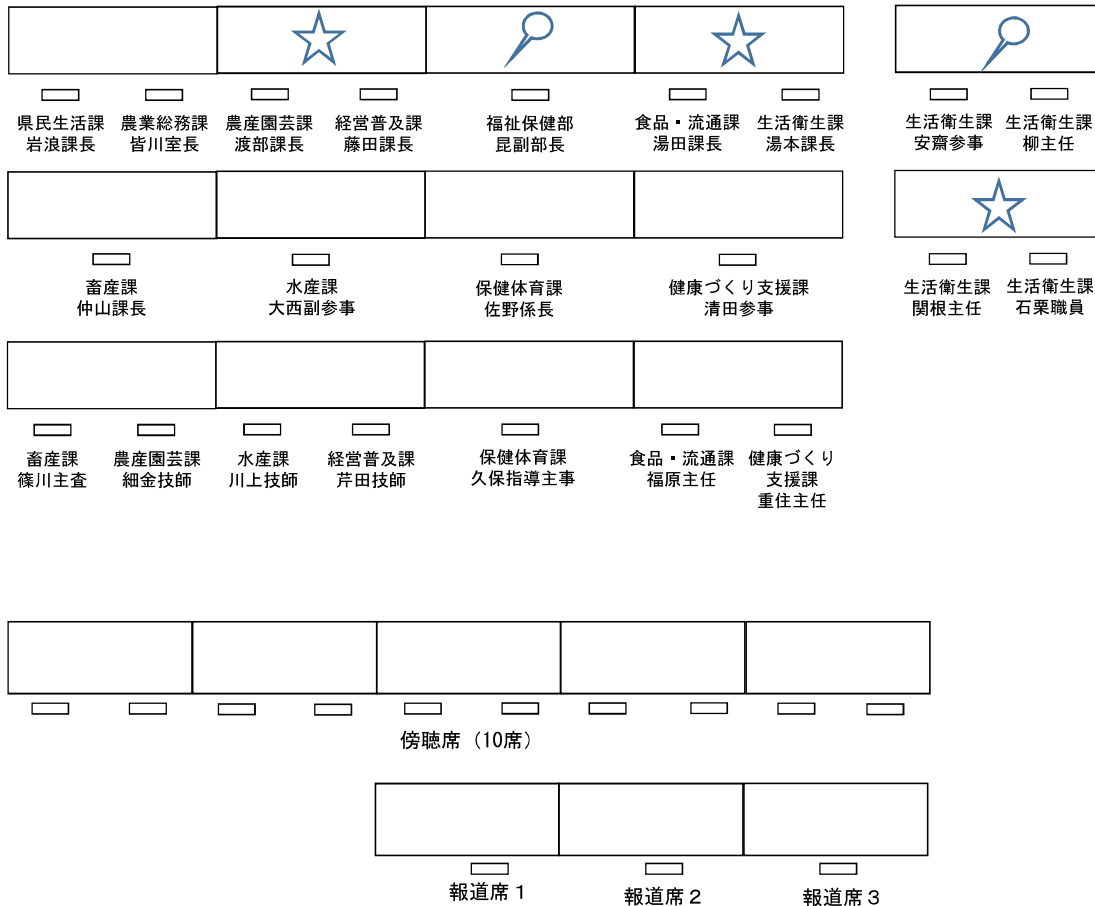 県民生活課
岩浪課長
農業総務課
皆川室長
農産園芸課
渡部課長
経営普及課
藤田課長
福祉保健部
昆副部長
食品・流通課
湯田課長
生活衛生課
湯本課長
生活衛生課
安齋参事
生活衛生課
柳主任
畜産課
仲山課長
水産課
大西副参事
保健体育課
佐野係長
健康づくり支援課
清田参事
生活衛生課
関根主任
生活衛生課
石栗職員
畜産課
篠川主査
農産園芸課
細金技師
水産課
川上技師
経営普及課
芹田技師
保健体育課
久保指導主事
食品・流通課
福原主任
健康づくり
支援課
重住主任
傍聴席（10席）
報道席１
報道席２
報道席３